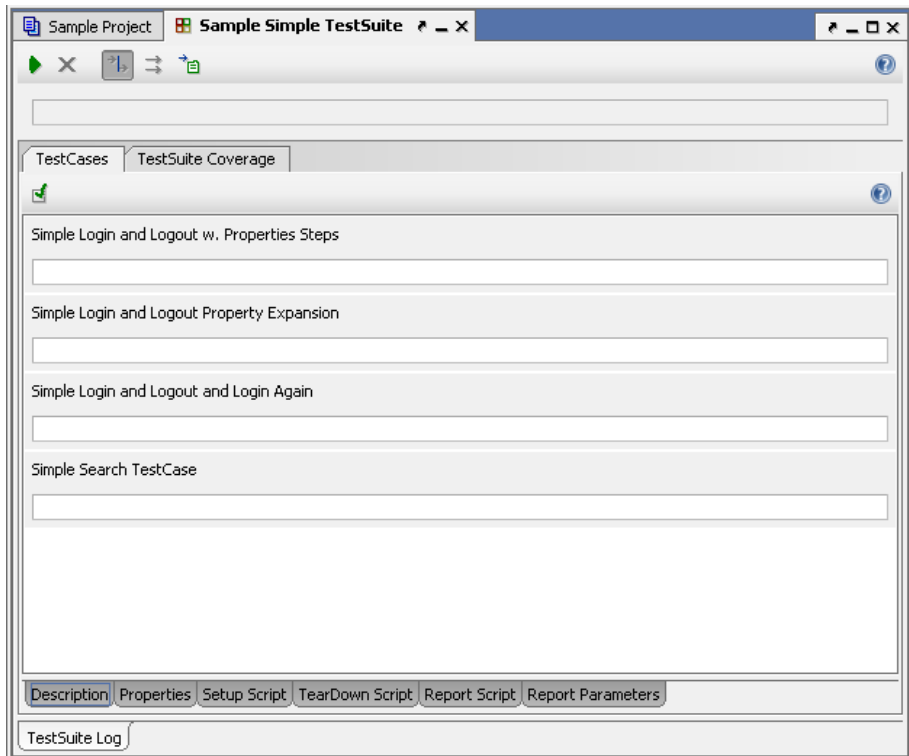 Sample Project Sample Simple TestSuite
TestCases TestSuite Coverage
Simple Login and Logout w. Properties Steps
Simple Login and Logout Property Expansion
Simple Login and Logout and Login Again
Simple Search TestCase
Description Properties Setup Script TearDown Script Report Script Report Parameters
TestSuite Log